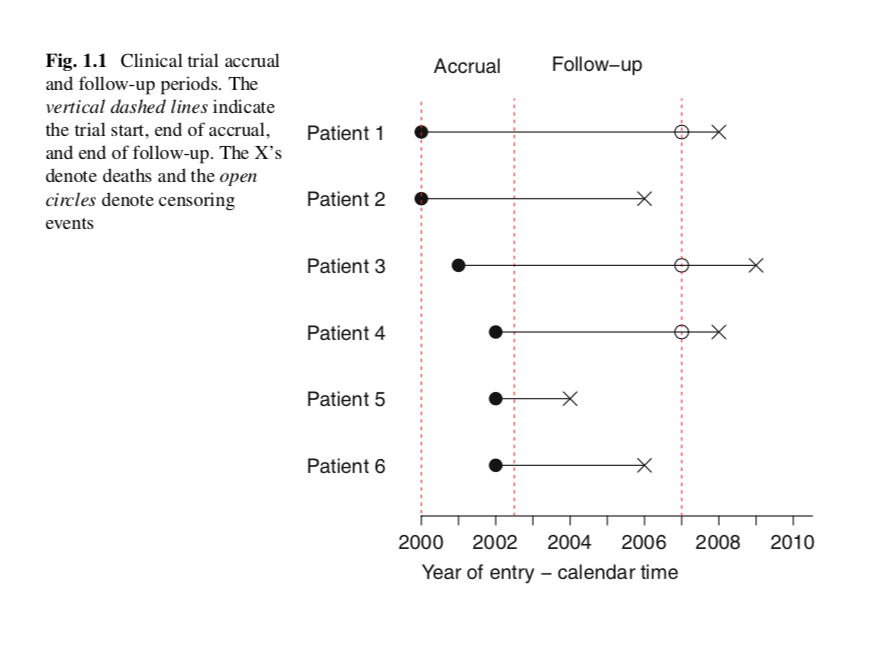 Fig. 1.1 Clinical trial accrual
and follow-up periods. The
vertical dashed lines indicate
the trial start, end of accrual,
and end of follow-up. The X's
denote deaths and the open
circles denote censoring
events
Accrual Follow–up
Patient 1
Patient 2
Patient 3
Patient 4
Patient 5
Patient 6
2000 2002 2004 2006 2008 2010
Year of entry – calendar time